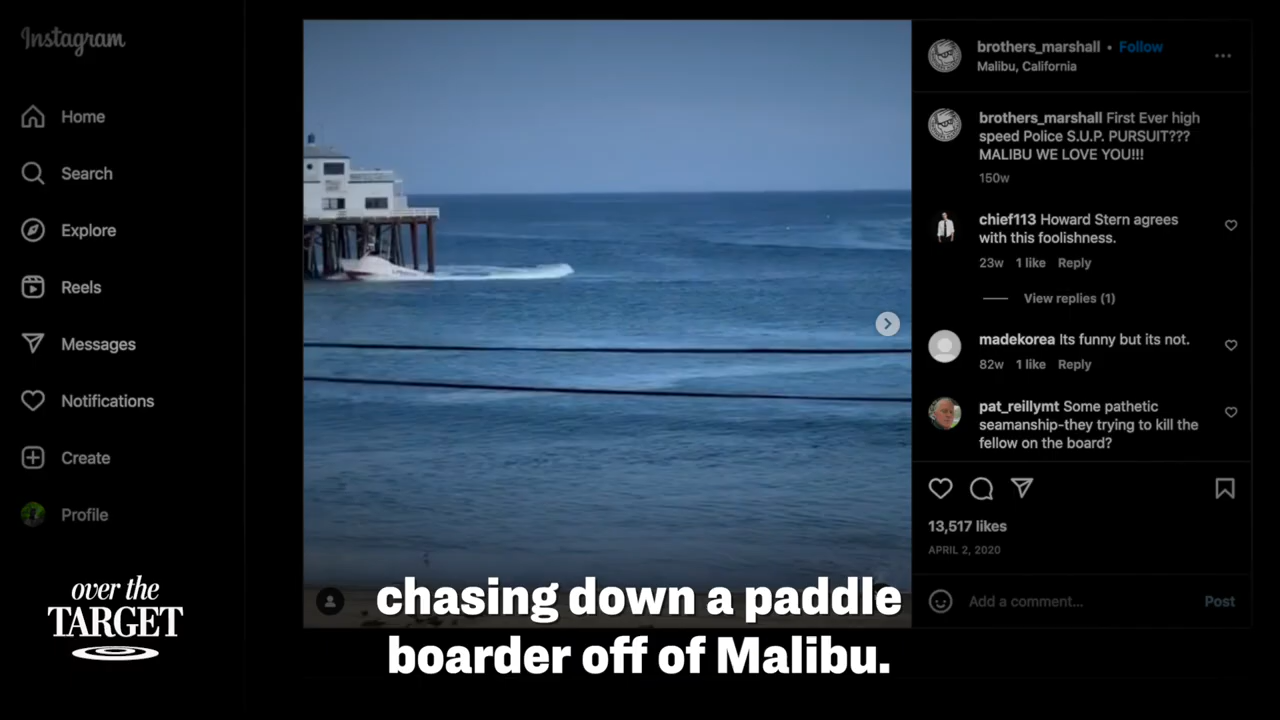 Instagram
Home
Search
Explore
Reels
Messages
Notifications
Create
Profile
over the
TARGET
brothers_marshall • Follow
Malibu, California
brothers_marshall First Ever high
speed Police S.U.P. PURSUIT???
MALIBU WE LOVE YOU!!!
150w
chief113 Howard Stern agrees
with this foolishness.
23w 1 like Reply
View replies (1)
madekorea Its funny but its not.
82w 1 like Reply
pat_reillymt Some pathetic
seamanship-they trying to kill the
fellow on the board?
13,517 likes
APRIL 2, 2020
Add a comment... Post
chasing down a paddle
boarder off of Malibu.